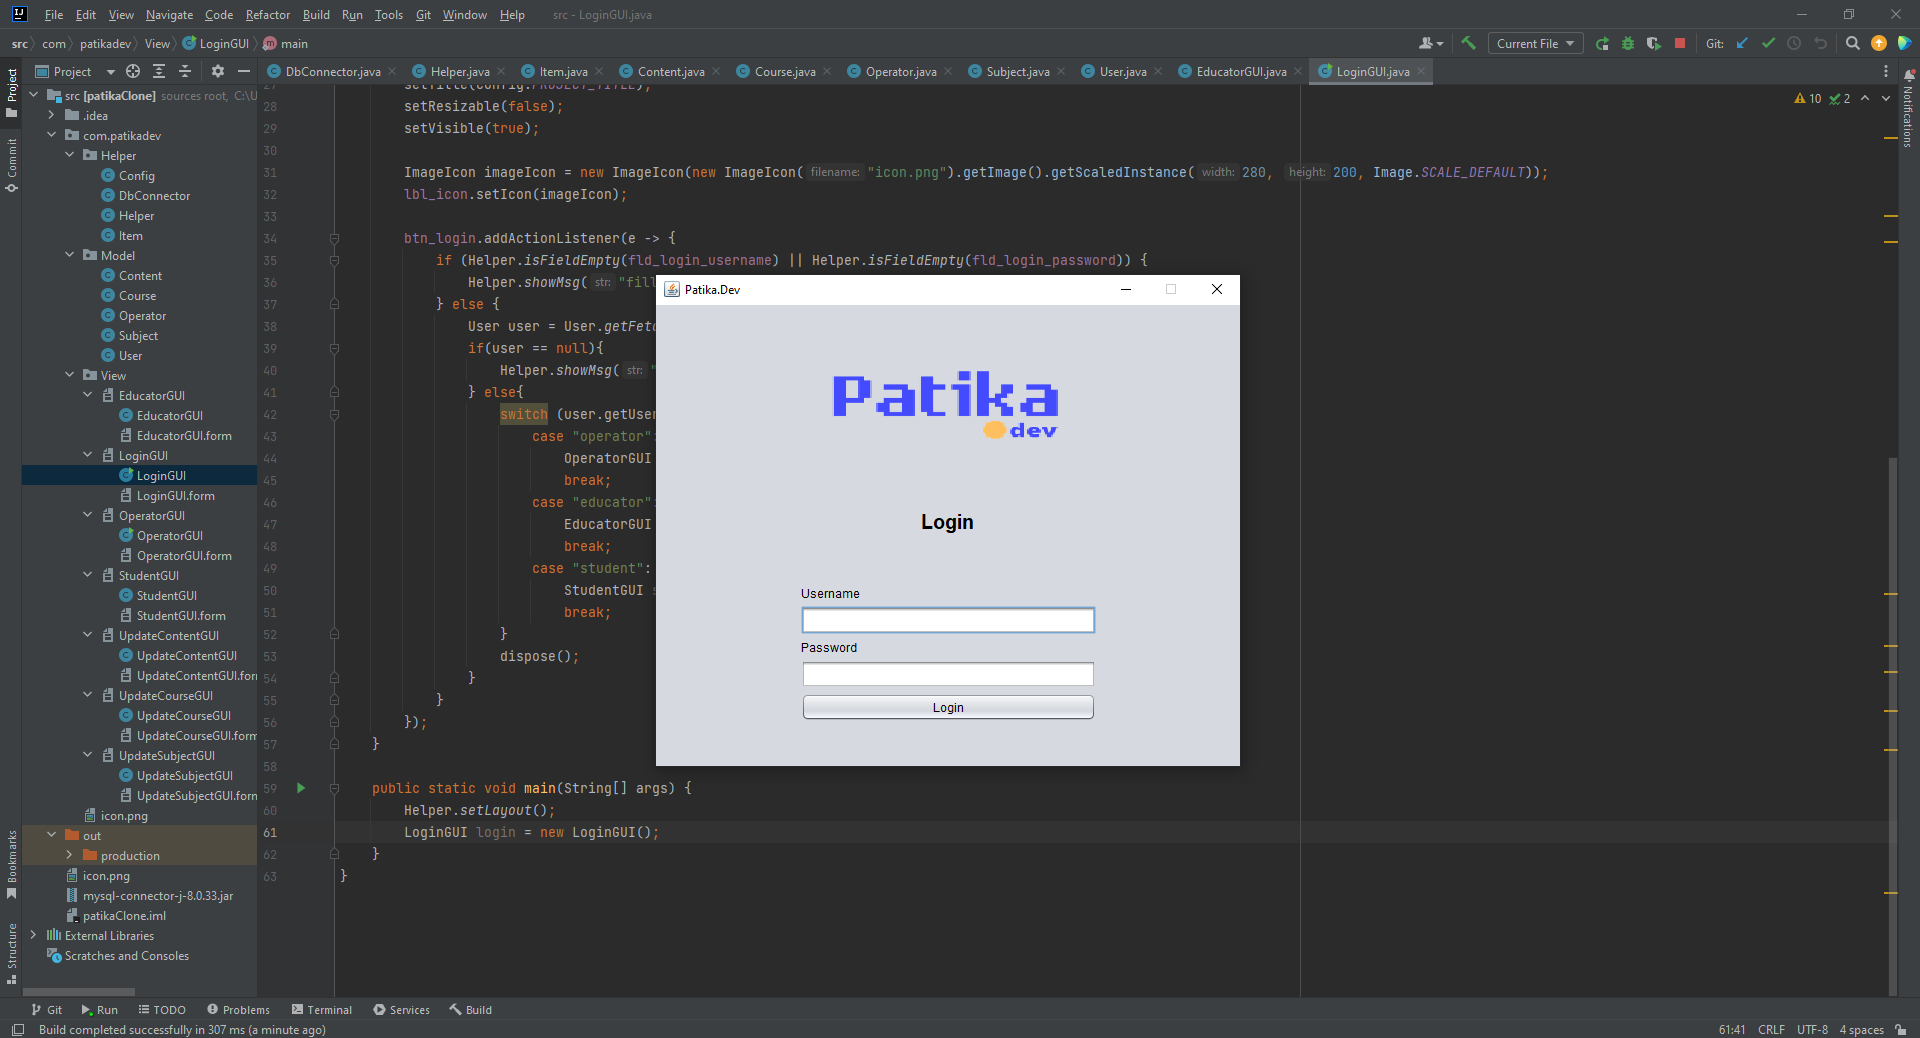 File Edit View Navigate Code Refactor Build Run Tools Git Window Help src - LoginGUI.java
src com patikadev View LoginGUI main Current File Git:
Project DbConnector.java Helper.java Item.java Content.java Course.java Operator.java Subject.java User.java EducatorGUI.java LoginGUI.java
Project
Commit
Bookmarks
Structure
Notifications
src [patikaClone] sources root, C:\U
.idea
com.patikadev
Helper
Config
DbConnector
Helper
Item
Model
Content
Course
Operator
Subject
User
View
EducatorGUI
EducatorGUI
EducatorGUI.form
LoginGUI
LoginGUI
LoginGUI.form
OperatorGUI
OperatorGUI
OperatorGUI.form
StudentGUI
StudentGUI
StudentGUI.form
UpdateContentGUI
UpdateContentGUI
UpdateContentGUI.for
UpdateCourseGUI
UpdateCourseGUI
UpdateCourseGUI.form
UpdateSubjectGUI
UpdateSubjectGUI
UpdateSubjectGUI.form
icon.png
out
production
icon.png
mysql-connector-j-8.0.33.jar
patikaClone.iml
External Libraries
Scratches and Consoles
10 2
27 setTitle(Config.PROJECT_TITLE);
28 setResizable(false);
29 setVisible(true);
30
31 ImageIcon imageIcon = new ImageIcon(new ImageIcon( filename: "icon.png").getImage().getScaledInstance( width: 280, height: 200, Image.SCALE_DEFAULT));
32 lbl_icon.setIcon(imageIcon);
33
34 btn_login.addActionListener(e -> {
35 if (Helper.isFieldEmpty(fld_login_username) || Helper.isFieldEmpty(fld_login_password)) {
36 Helper.showMsg( str: "fill
37 } else {
38 User user = User.getFetc
39 if(user == null){
40 Helper.showMsg( str: "
41 } else{
42 switch (user.getUser
43 case "operator":
44 OperatorGUI
45 break;
46 case "educator":
47 EducatorGUI
48 break;
49 case "student":
50 StudentGUI s
51 break;
52 }
53 dispose();
54 }
55 }
56 });
57 }
58
59 public static void main(String[] args) {
60 Helper.setLayout();
61 LoginGUI login = new LoginGUI();
62 }
63 }
Patika.Dev
Patika
dev
Login
Username
Password
Login
Git Run TODO Problems Terminal Services Build
Build completed successfully in 307 ms (a minute ago) 61:41 CRLF UTF-8 4 spaces